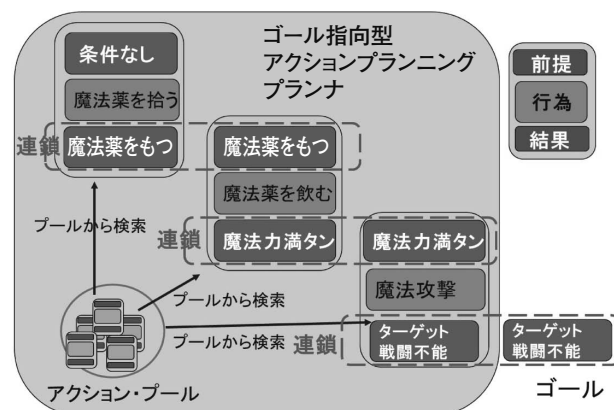 ゴール指向型
アクションプランニング
プランナ
条件なし
魔法薬を拾う
連鎖
魔法薬をもつ
魔法薬をもつ
魔法薬を飲む
連鎖
魔法力満タン
魔法力満タン
魔法攻撃
連鎖
ターゲット
戦闘不能
ターゲット
戦闘不能
ゴール
プールから検索
プールから検索
プールから検索
アクション・プール
前提
行為
結果